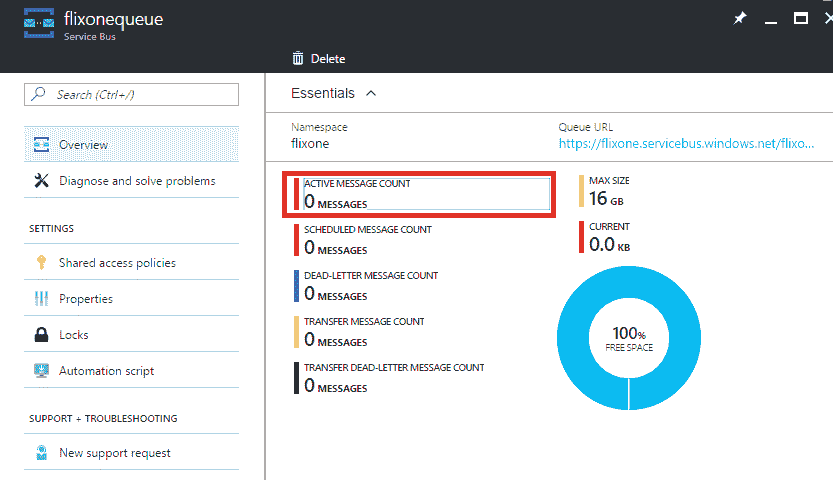 flixonequeue
Service Bus
Delete
Search (Ctrl+/)
Overview
Diagnose and solve problems
SETTINGS
Shared access policies
Properties
Locks
Automation script
SUPPORT + TROUBLESHOOTING
New support request
Essentials
Namespace
flixone
Queue URL
https://flixone.servicebus.windows.net/flixo...
ACTIVE MESSAGE COUNT
0 MESSAGES
SCHEDULED MESSAGE COUNT
0 MESSAGES
DEAD-LETTER MESSAGE COUNT
0 MESSAGES
TRANSFER MESSAGE COUNT
0 MESSAGES
TRANSFER DEAD-LETTER MESSAGE COUNT
0 MESSAGES
MAX SIZE
16 GB
CURRENT
0.0 KB
100%
FREE SPACE